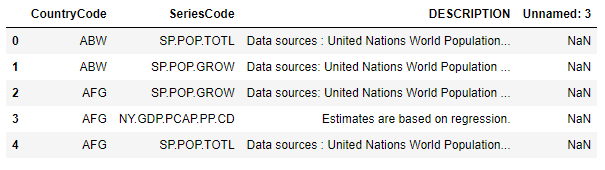 CountryCode SeriesCode DESCRIPTION Unnamed: 3
0 ABW SP.POP.TOTL Data sources : United Nations World Population... NaN
1 ABW SP.POP.GROW Data sources: United Nations World Population ... NaN
2 AFG SP.POP.GROW Data sources: United Nations World Population ... NaN
3 AFG NY.GDP.PCAP.PP.CD Estimates are based on regression. NaN
4 AFG SP.POP.TOTL Data sources : United Nations World Population... NaN